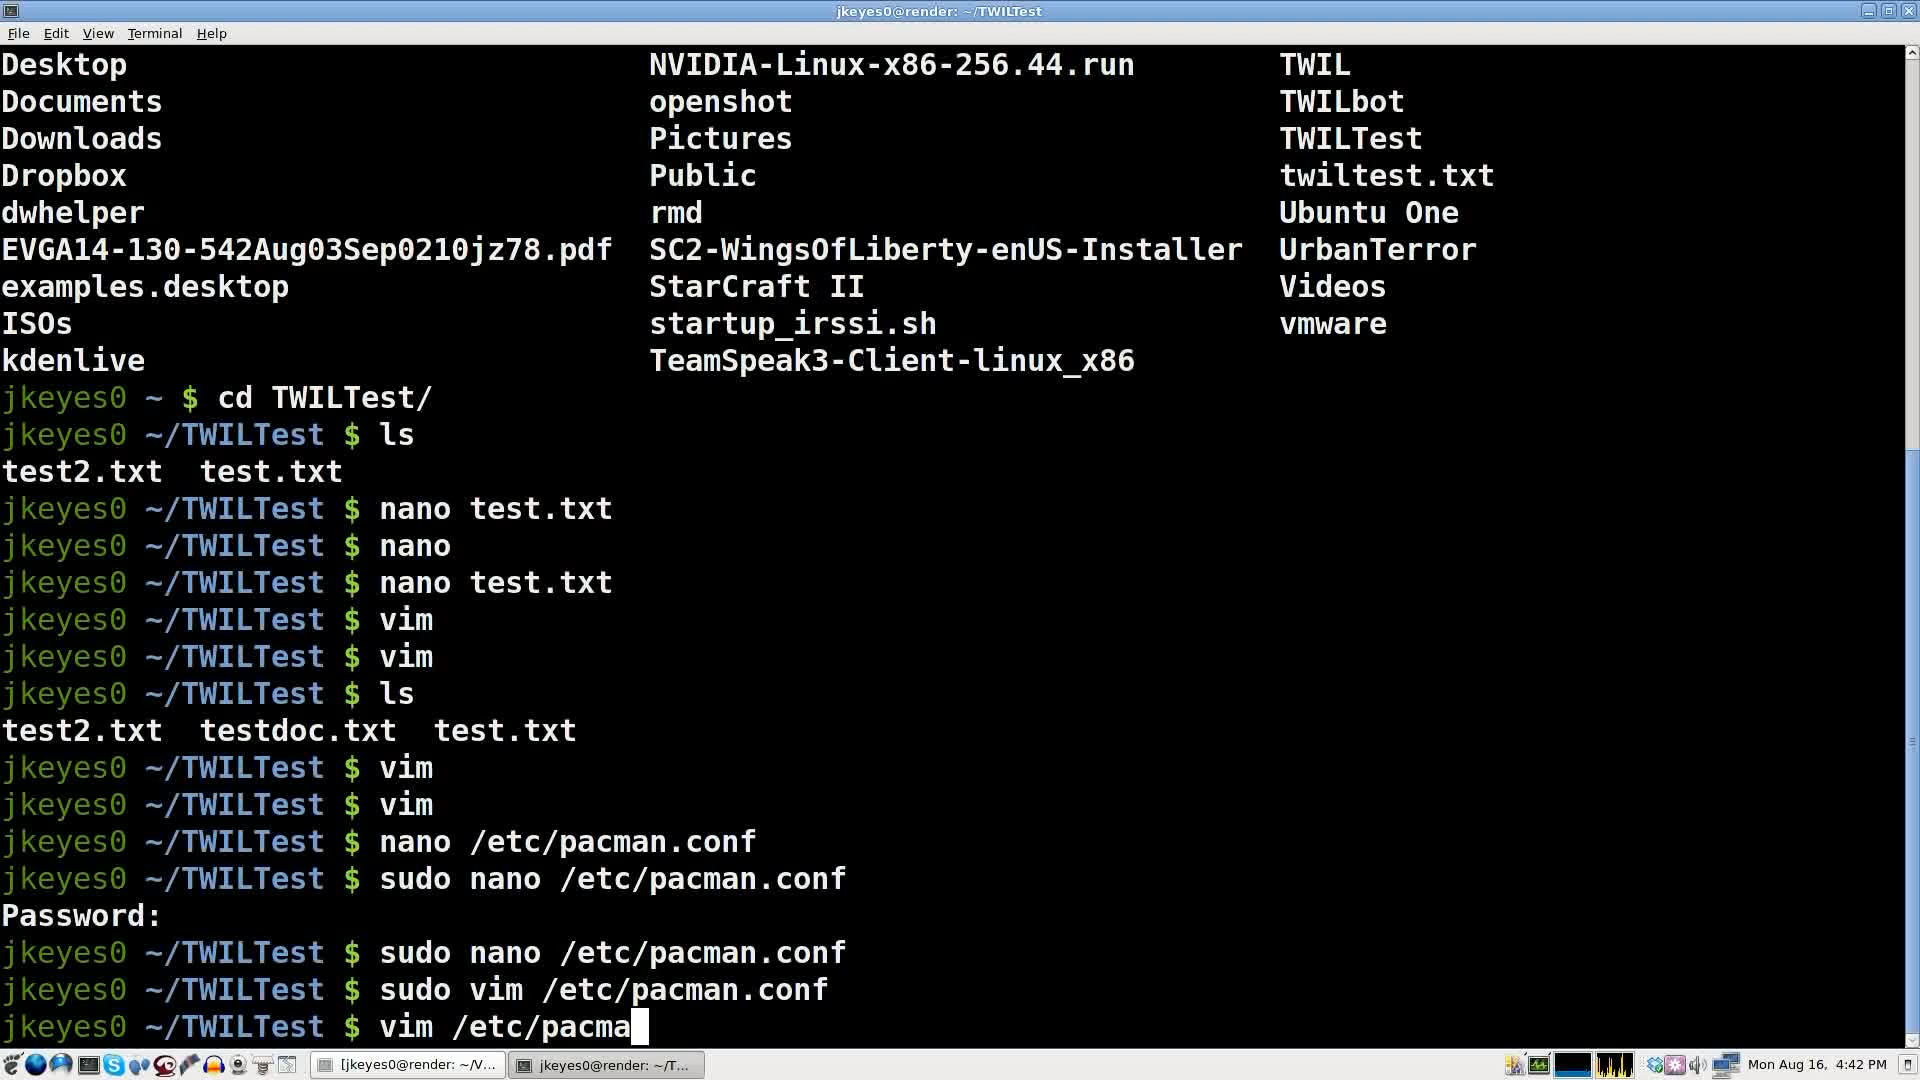 jkeyes0@render: ~/TWILTest
File Edit View Terminal Help
Desktop NVIDIA-Linux-x86-256.44.run TWIL
Documents openshot TWILbot
Downloads Pictures TWILTest
Dropbox Public twiltest.txt
dwhelper rmd Ubuntu One
EVGA14-130-542Aug03Sep0210jz78.pdf SC2-WingsOfLiberty-enUS-Installer UrbanTerror
examples.desktop StarCraft II Videos
ISOs startup_irssi.sh vmware
kdenlive TeamSpeak3-Client-linux_x86
jkeyes0 ~ $ cd TWILTest/
jkeyes0 ~/TWILTest $ ls
test2.txt test.txt
jkeyes0 ~/TWILTest $ nano test.txt
jkeyes0 ~/TWILTest $ nano
jkeyes0 ~/TWILTest $ nano test.txt
jkeyes0 ~/TWILTest $ vim
jkeyes0 ~/TWILTest $ vim
jkeyes0 ~/TWILTest $ ls
test2.txt testdoc.txt test.txt
jkeyes0 ~/TWILTest $ vim
jkeyes0 ~/TWILTest $ vim
jkeyes0 ~/TWILTest $ nano /etc/pacman.conf
jkeyes0 ~/TWILTest $ sudo nano /etc/pacman.conf
Password:
jkeyes0 ~/TWILTest $ sudo nano /etc/pacman.conf
jkeyes0 ~/TWILTest $ sudo vim /etc/pacman.conf
jkeyes0 ~/TWILTest $ vim /etc/pacma
[jkeyes0@render: ~/V... jkeyes0@render: ~/T... Mon Aug 16, 4:42 PM